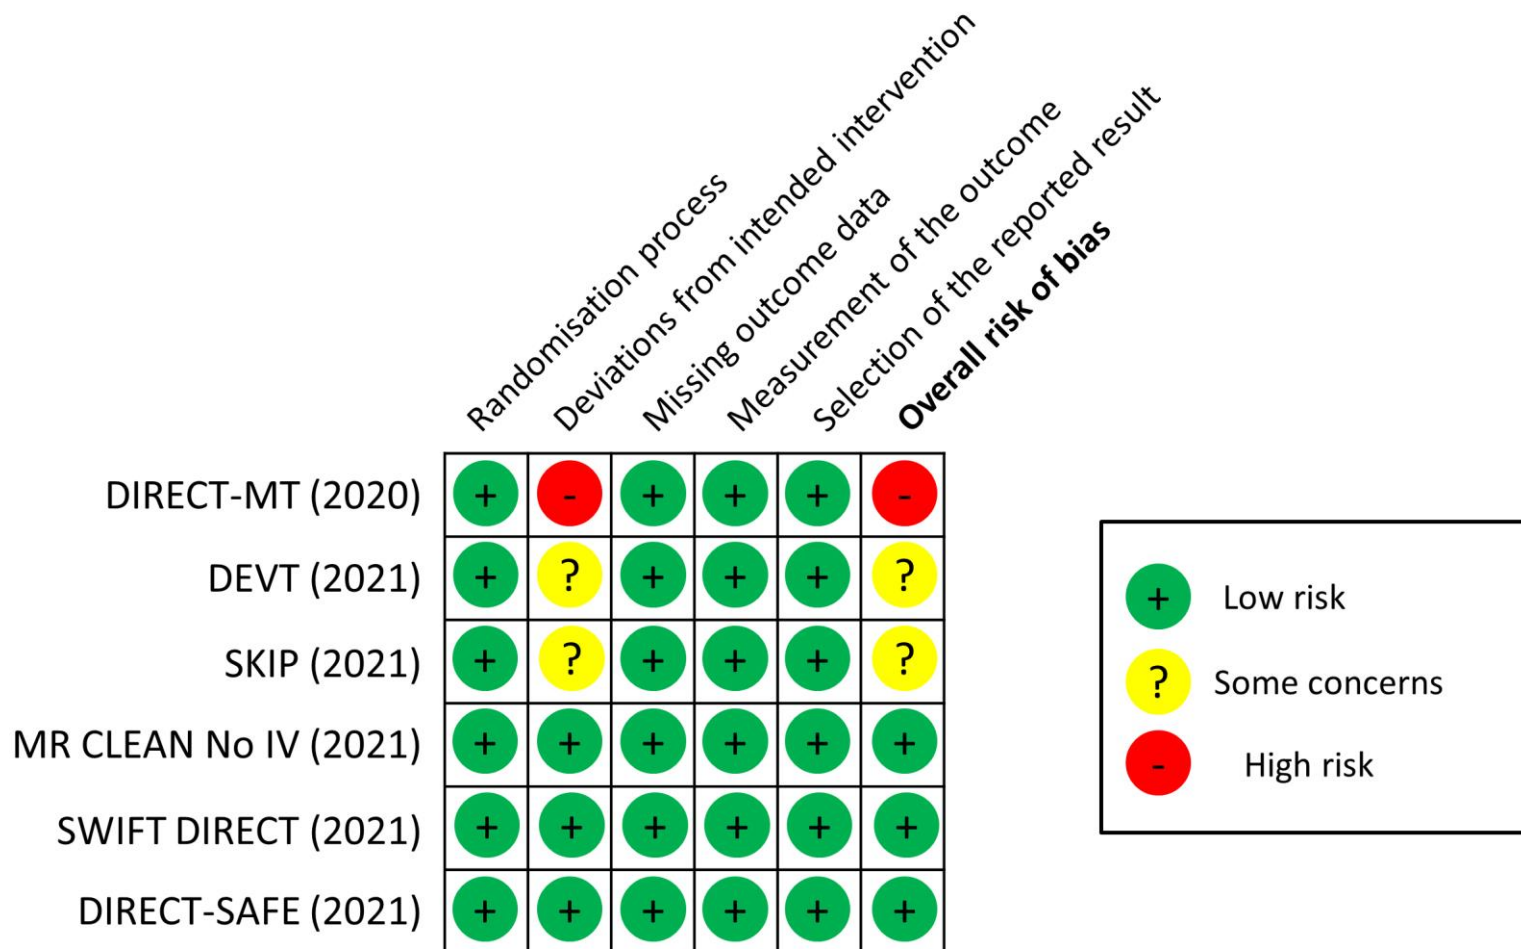 Randomisation process
Deviations from intended intervention
Missing outcome data
Measurement of the outcome
Selection of the reported result
Overall risk of bias
DIRECT-MT (2020) + - + + + -
DEVT (2021) + ? + + + ?
SKIP (2021) + ? + + + ?
MR CLEAN No IV (2021) + + + + + +
SWIFT DIRECT (2021) + + + + + +
DIRECT-SAFE (2021) + + + + + +
+ Low risk
? Some concerns
- High risk